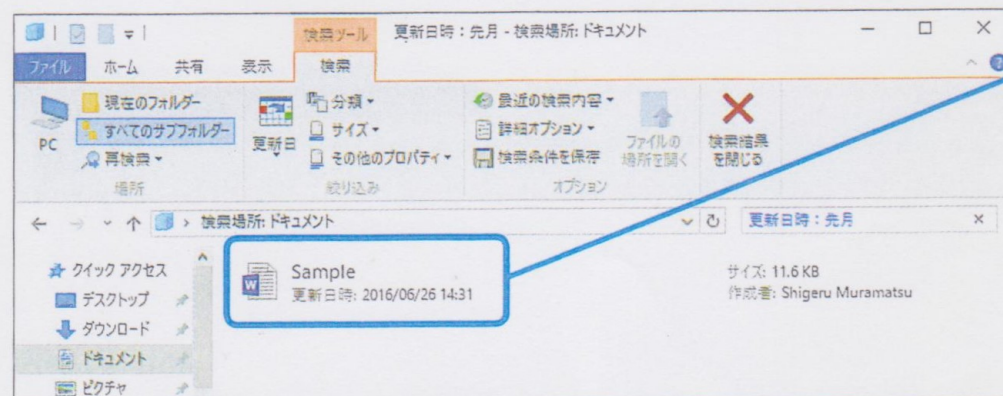 検索ツール
更新日時：先月 - 検索場所: ドキュメント
ファイル ホーム 共有 表示 検索
PC
現在のフォルダー
すべてのサブフォルダー
再検索
場所
更新日
分類
サイズ
その他のプロパティ
絞り込み
最近の検索内容
詳細オプション
検索条件を保存
ファイルの
場所を開く
検索結果
を閉じる
オプション
検索場所: ドキュメント
更新日時：先月
クイック アクセス
デスクトップ
ダウンロード
ドキュメント
ピクチャ
Sample
更新日時: 2016/06/26 14:31
サイズ: 11.6 KB
作成者: Shigeru Muramatsu